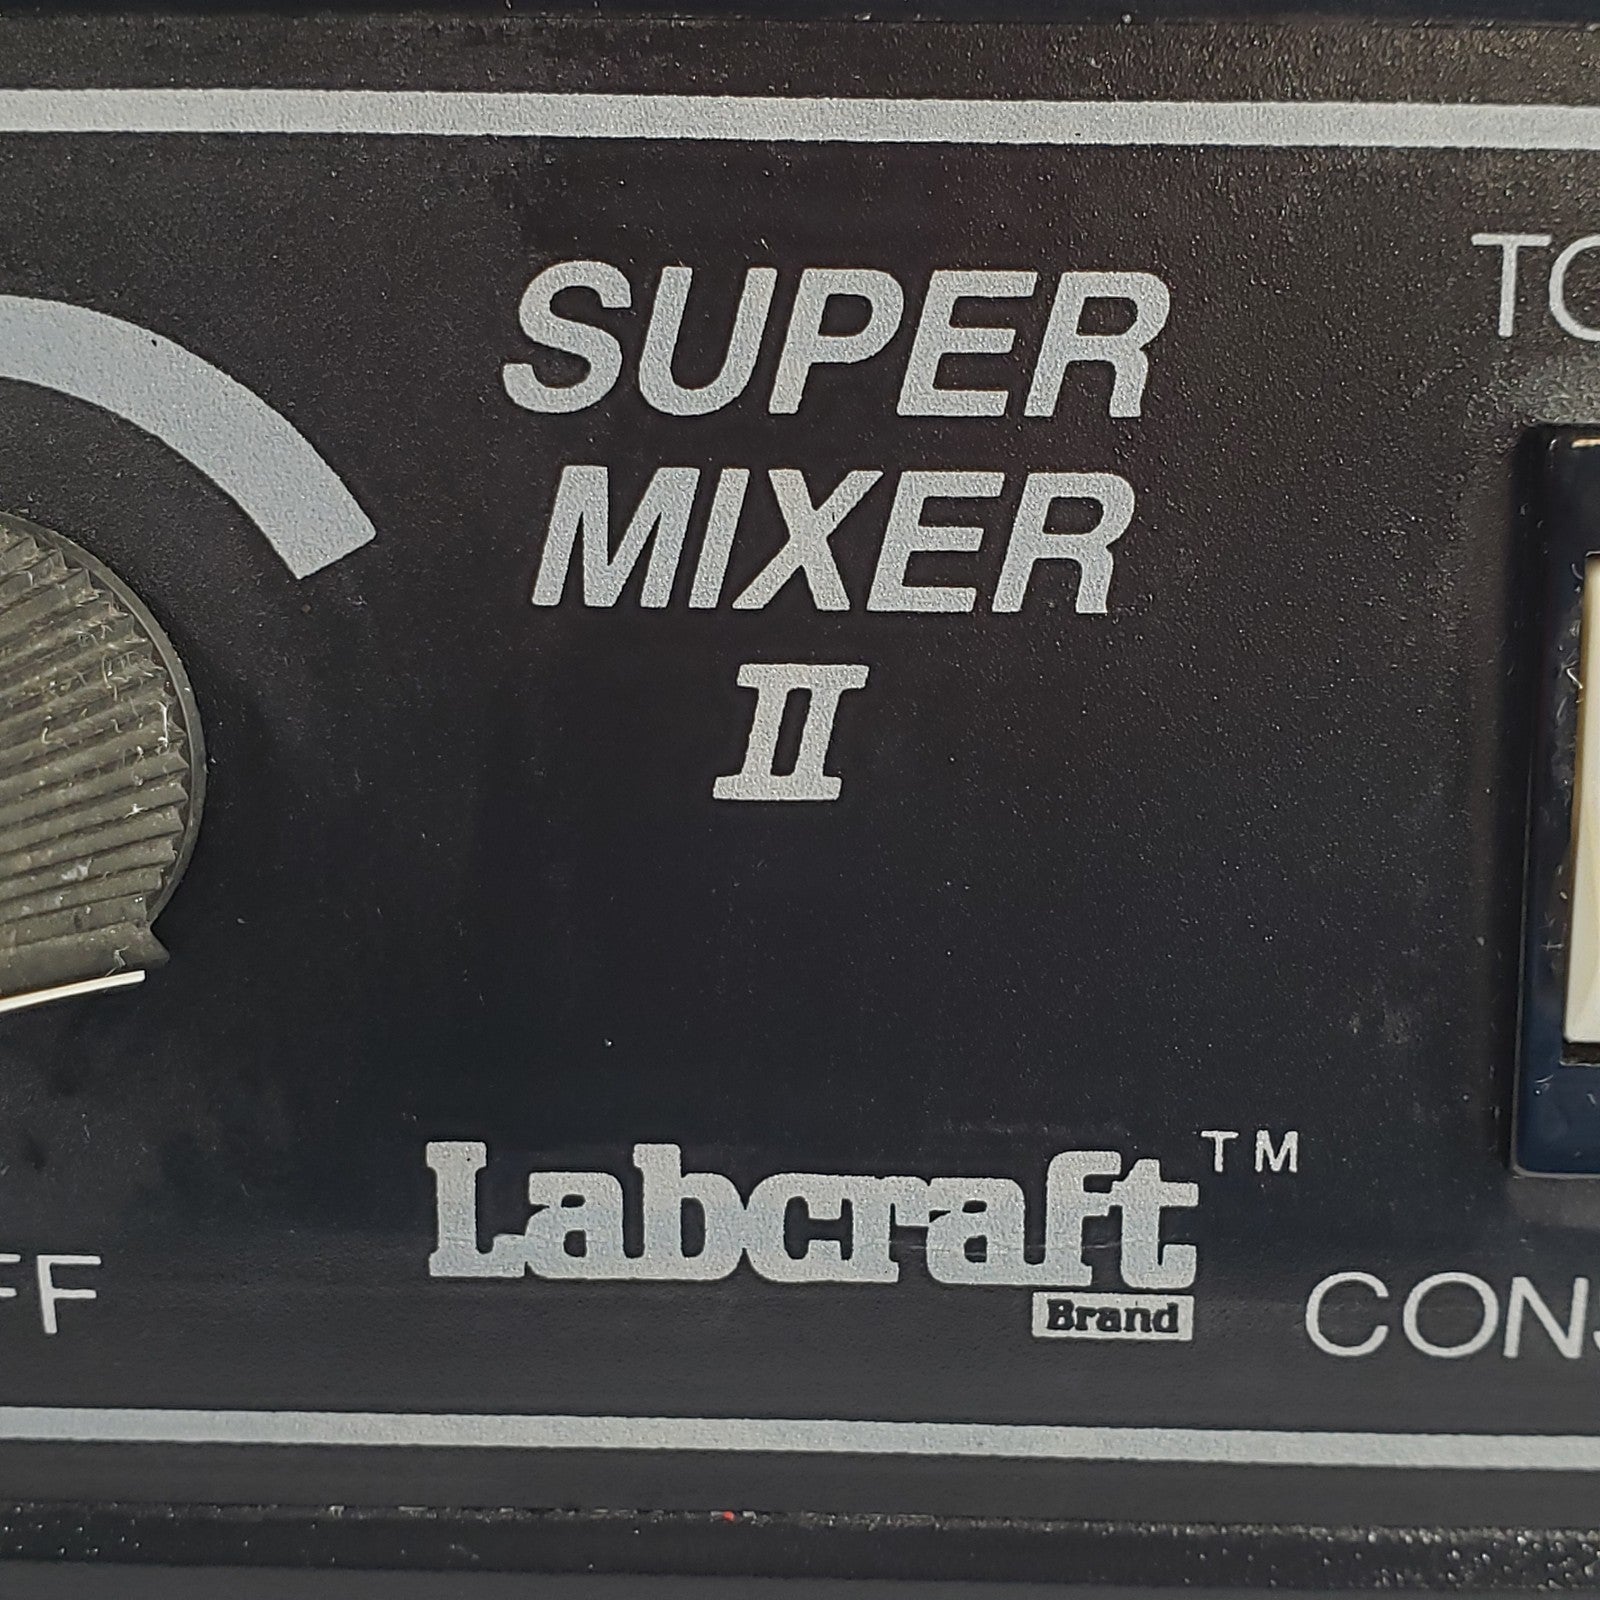 SUPER
MIXER
II
Labcraft™
Brand